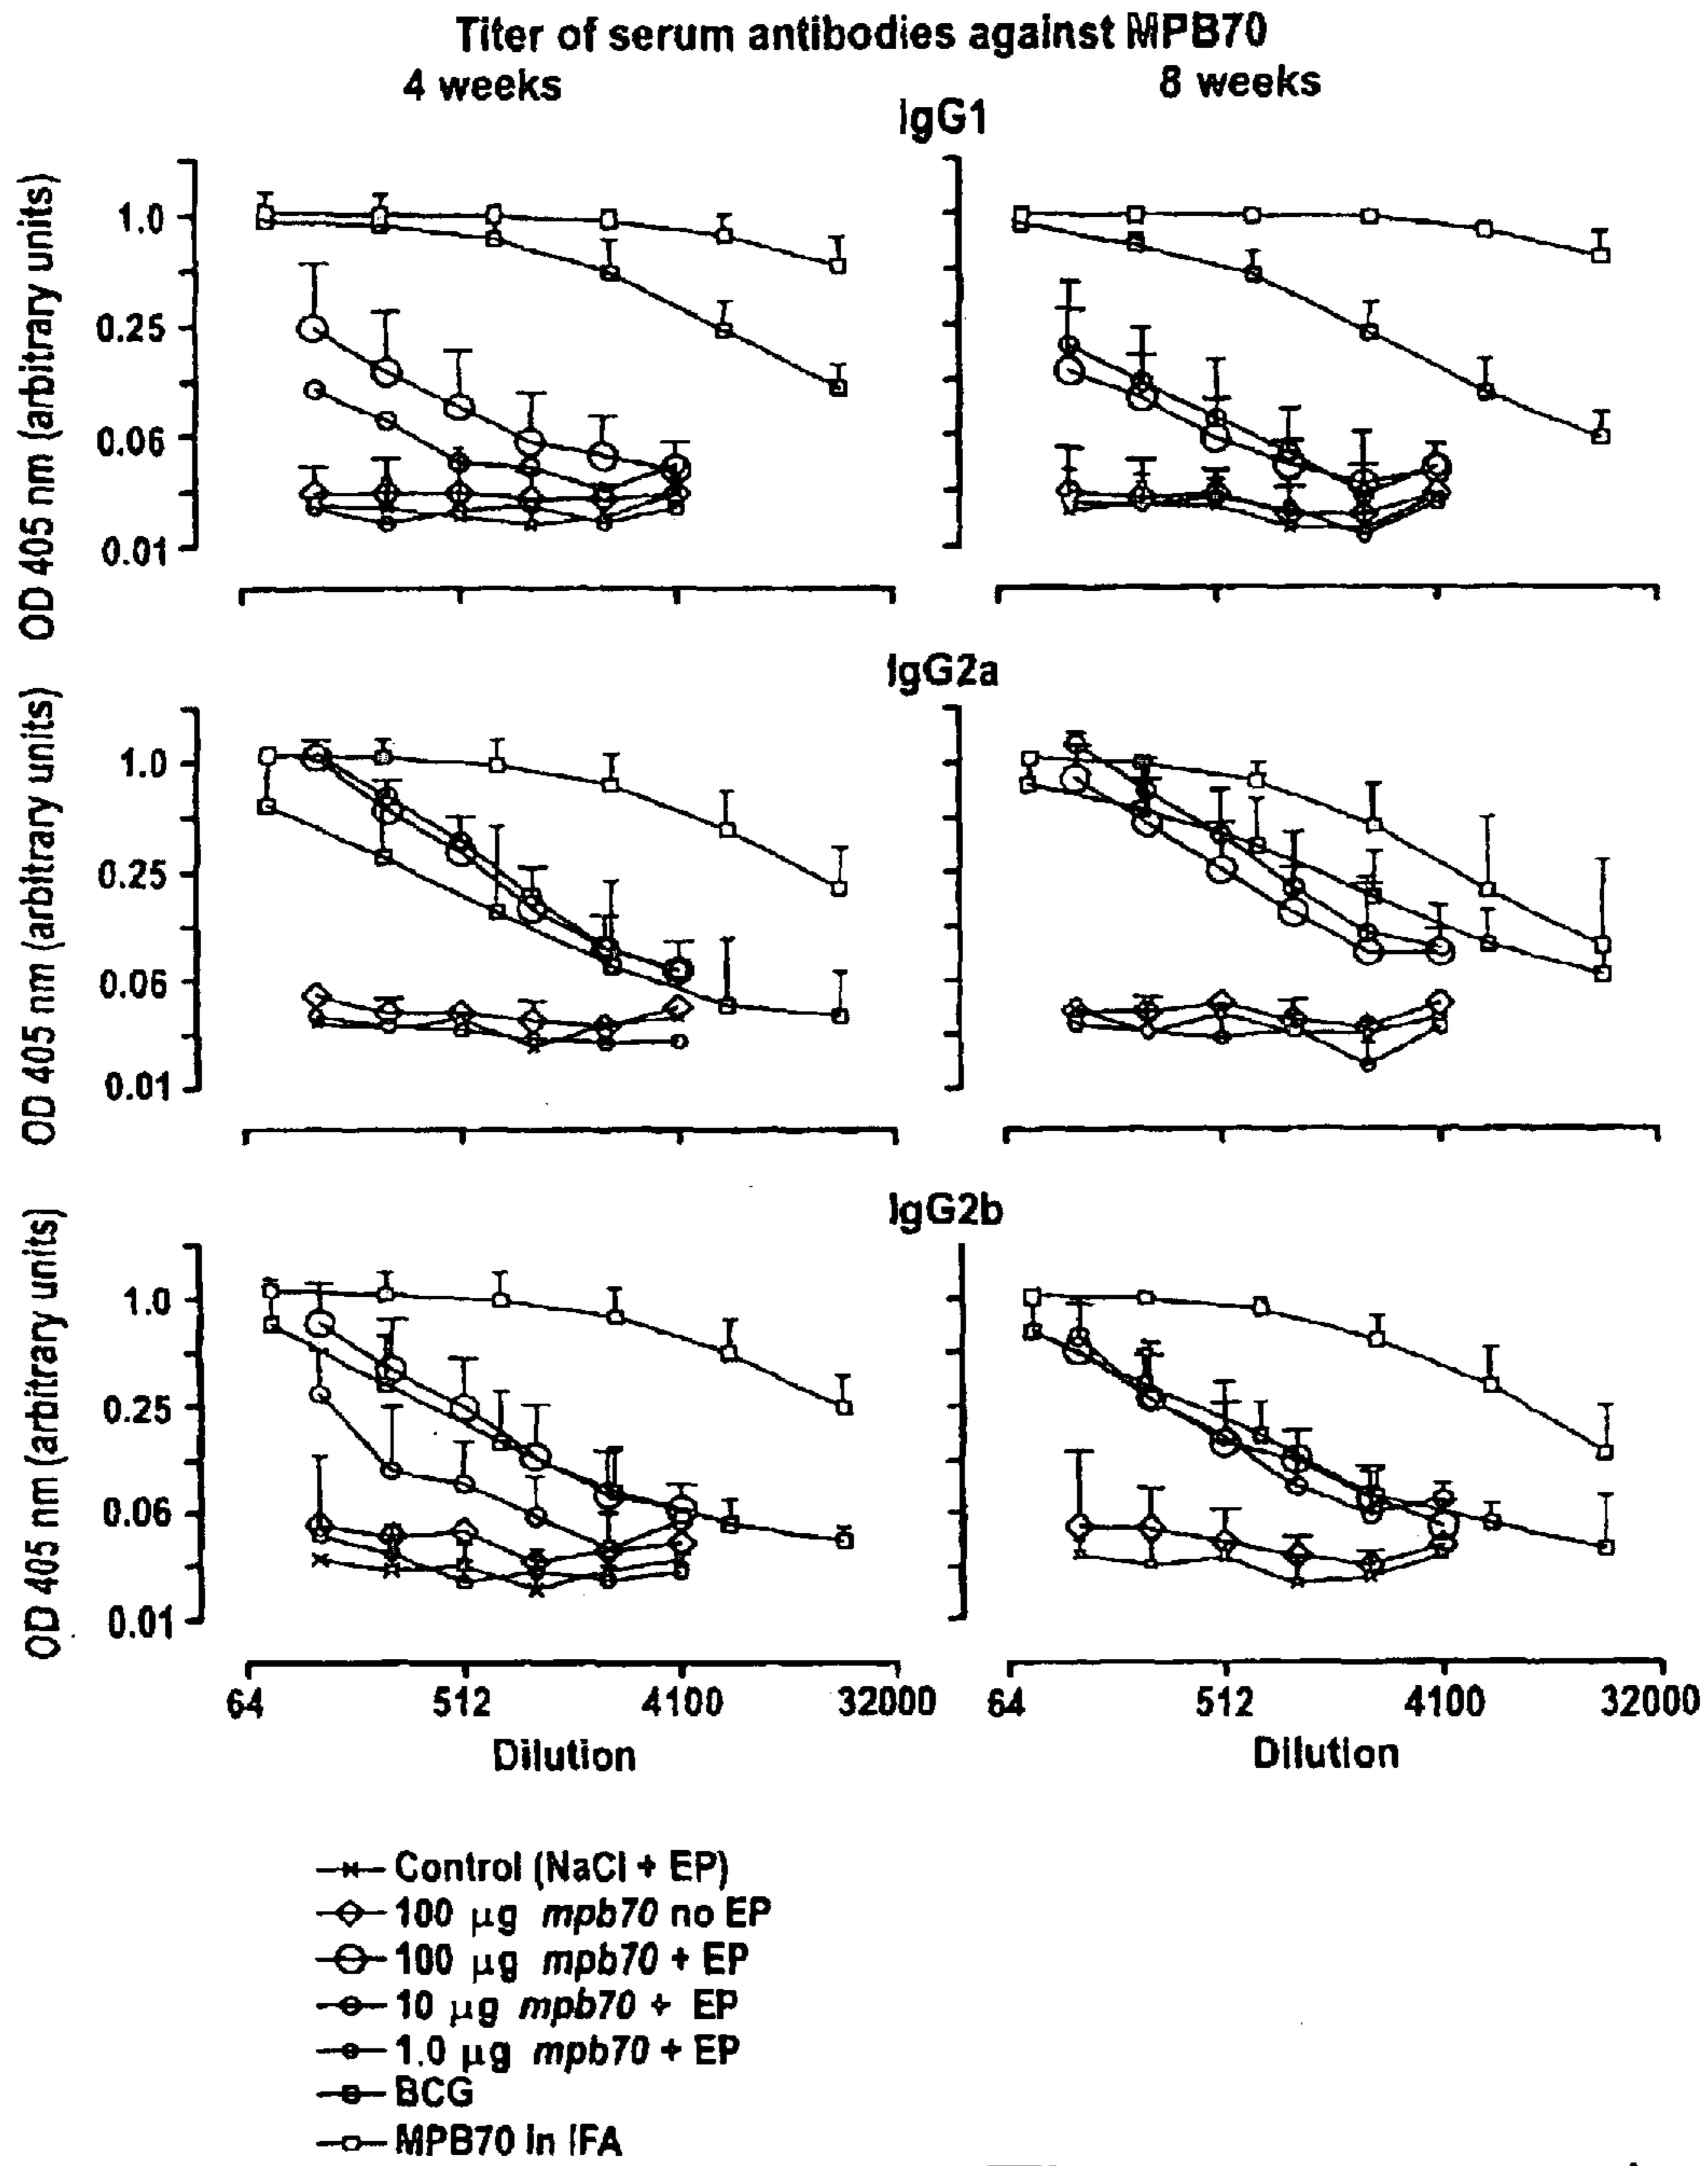 Titer of serum antibodies against MPB70
4 weeks
8 weeks
IgG1
OD 405 nm (arbitrary units)
1.0
0.25
0.06
0.01
IgG2a
OD 405 nm (arbitrary units)
1.0
0.25
0.06
0.01
IgG2b
OD 405 nm (arbitrary units)
1.0
0.25
0.06
0.01
64 512 4100 32000
64 512 4100 32000
Dilution
Dilution
Control (NaCl + EP)
100 µg mpb70 no EP
100 µg mpb70 + EP
10 µg mpb70 + EP
1.0 µg mpb70 + EP
BCG
MPB70 in IFA